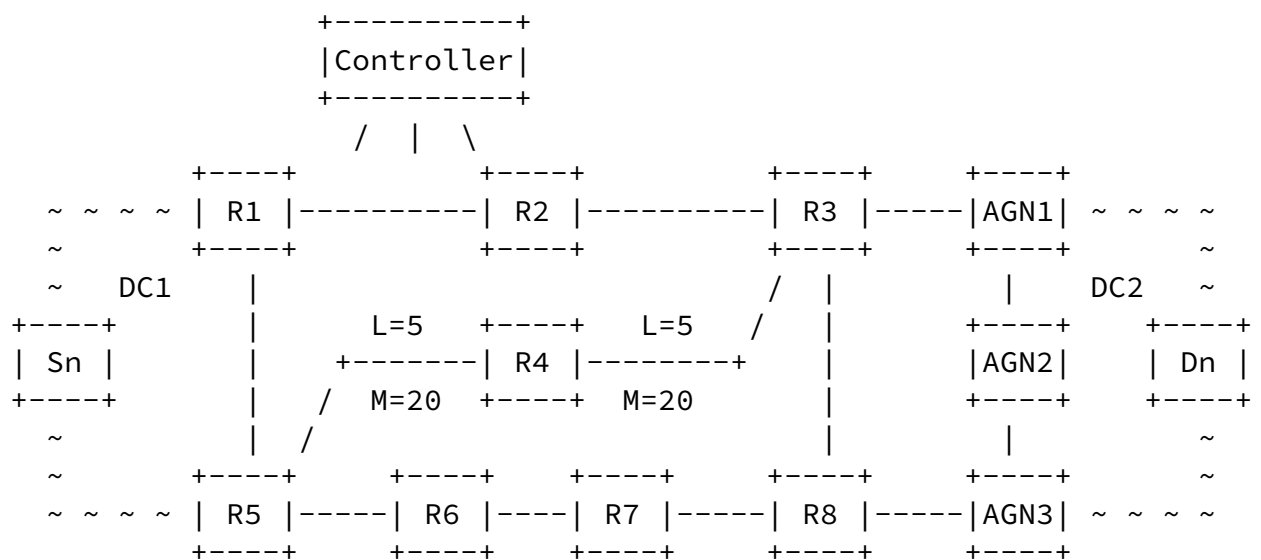 +----------+
|Controller|
+----------+
/ | \
+----+ +----+ +----+ +----+
~ ~ ~ ~ | R1 |----------| R2 |----------| R3 |-----|AGN1| ~ ~ ~ ~
~ +----+ +----+ +----+ +----+ ~
~ DC1 | / | | DC2 ~
+----+ | L=5 +----+ L=5 / | +----+ +----+
| Sn | | +-------| R4 |--------+ | |AGN2| | Dn |
+----+ | / M=20 +----+ M=20 | +----+ +----+
~ | / | | ~
~ +----+ +----+ +----+ +----+ +----+ ~
~ ~ ~ ~ | R5 |-----| R6 |----| R7 |-----| R8 |-----|AGN3| ~ ~ ~ ~
+----+ +----+ +----+ +----+ +----+